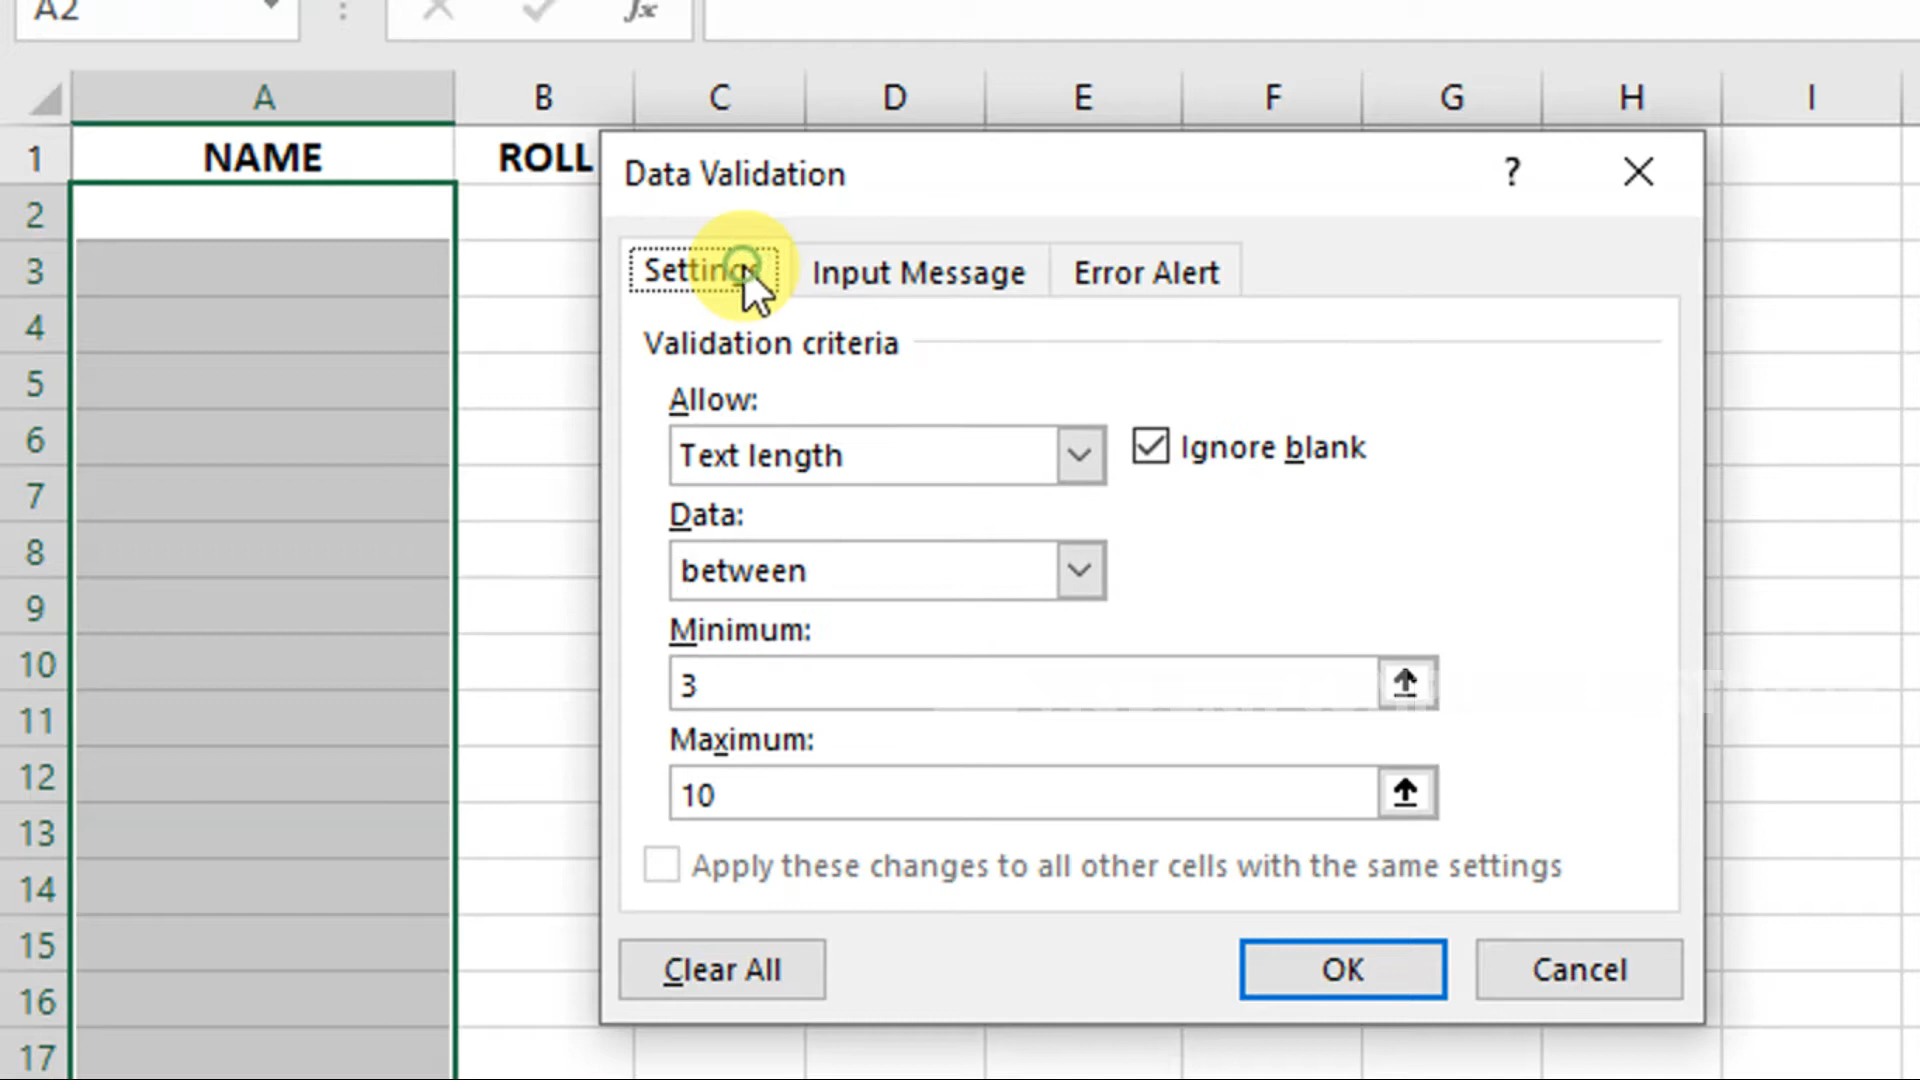 A2 fx
A B C D E F G H I
1 NAME ROLL
2
3
4
5
6
7
8
9
10
11
12
13
14
15
16
17
Data Validation ?
Settings Input Message Error Alert
Validation criteria
Allow:
Text length Ignore blank
Data:
between
Minimum:
3
Maximum:
10
Apply these changes to all other cells with the same settings
Clear All OK Cancel